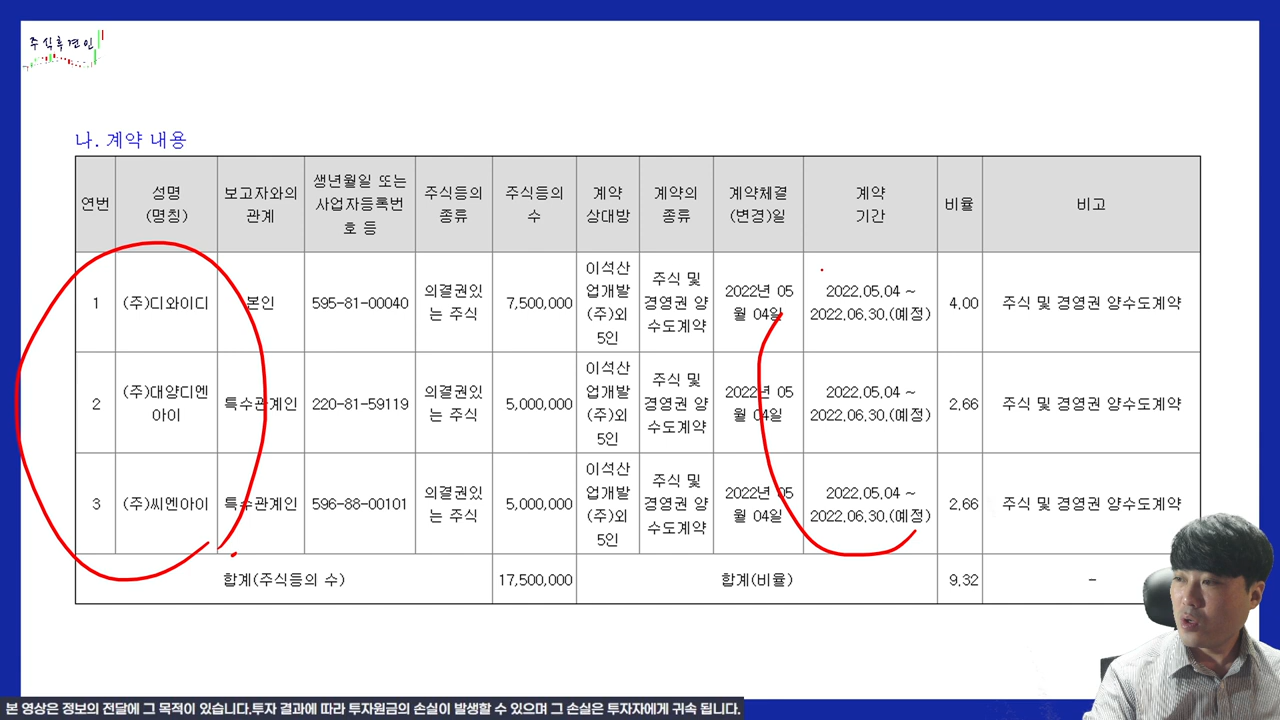 주식후견인
나. 계약 내용
연번
성명
(명칭)
보고자와의
관계
생년월일 또는
사업자등록번
호 등
주식등의
종류
주식등의
수
계약
상대방
계약의
종류
계약체결
(변경)일
계약
기간
비율
비고
1
(주)디와이디
본인
595-81-00040
의결권있
는 주식
7,500,000
이석산
업개발
(주)외
5인
주식 및
경영권 양
수도계약
2022년 05
월 04일
2022.05.04 ~
2022.06.30.(예정)
4.00
주식 및 경영권 양수도계약
2
(주)대양디엔
아이
특수관계인
220-81-59119
의결권있
는 주식
5,000,000
이석산
업개발
(주)외
5인
주식 및
경영권 양
수도계약
2022년 05
월 04일
2022.05.04 ~
2022.06.30.(예정)
2.66
주식 및 경영권 양수도계약
3
(주)씨엔아이
특수관계인
596-88-00101
의결권있
는 주식
5,000,000
이석산
업개발
(주)외
5인
주식 및
경영권 양
수도계약
2022년 05
월 04일
2022.05.04 ~
2022.06.30.(예정)
2.66
주식 및 경영권 양수도계약
합계(주식등의 수)
17,500,000
합계(비율)
9.32
-
본 영상은 정보의 전달에 그 목적이 있습니다.투자 결과에 따라 투자원금의 손실이 발생할 수 있으며 그 손실은 투자자에게 귀속 됩니다.